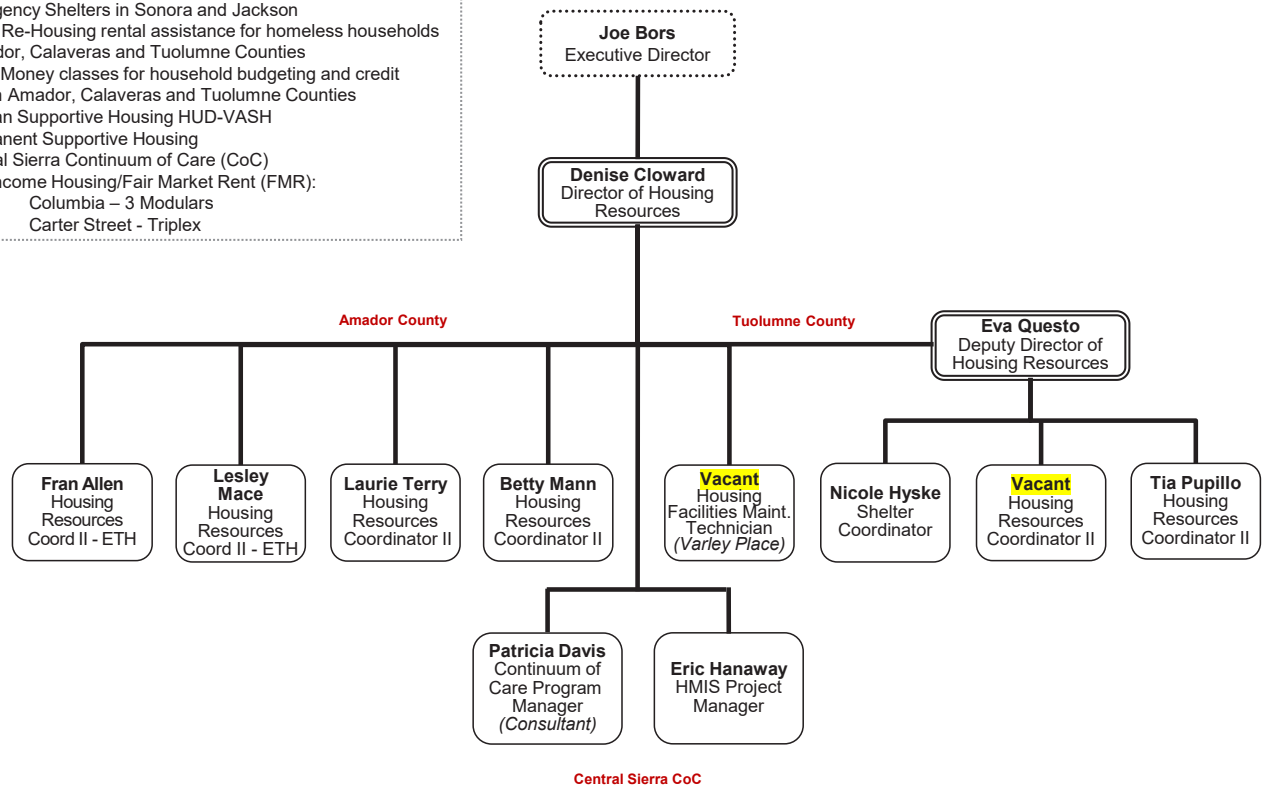 Shelters in Sonora and Jackson
Re-Housing rental assistance for homeless households
Calaveras and Tuolumne Counties
Money classes for household budgeting and credit
Amador, Calaveras and Tuolumne Counties
Supportive Housing HUD-VASH
Supportive Housing
Sierra Continuum of Care (CoC)
Housing/Fair Market Rent (FMR):
Columbia – 3 Modulars
Carter Street - Triplex
Joe Bors
Executive Director
Denise Cloward
Director of Housing
Resources
Amador County
Tuolumne County
Eva Questo
Deputy Director of
Housing Resources
Fran Allen
Housing
Resources
Coord II - ETH
Lesley
Mace
Housing
Resources
Coord II - ETH
Laurie Terry
Housing
Resources
Coordinator II
Betty Mann
Housing
Resources
Coordinator II
Vacant
Housing
Facilities Maint.
Technician
(Varley Place)
Nicole Hyske
Shelter
Coordinator
Vacant
Housing
Resources
Coordinator II
Tia Pupillo
Housing
Resources
Coordinator II
Patricia Davis
Continuum of
Care Program
Manager
(Consultant)
Eric Hanaway
HMIS Project
Manager
Central Sierra CoC